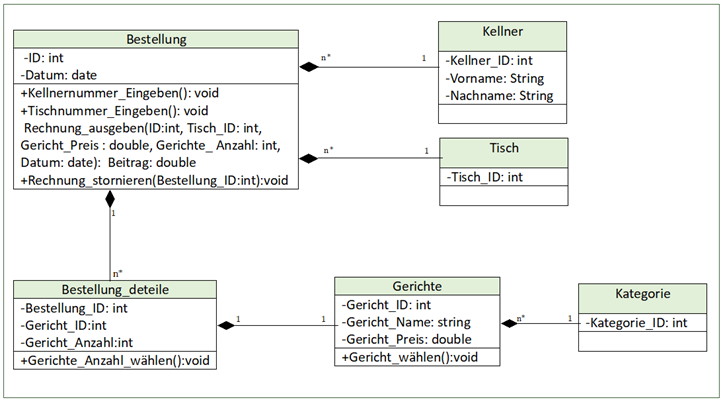 Bestellung
-ID: int
-Datum: date
+Kellnernummer_Eingeben(): void
+Tischnummer_Eingeben(): void
Rechnung_ausgeben(ID:int, Tisch_ID: int,
Gericht_Preis : double, Gerichte_ Anzahl: int,
Datum: date): Beitrag: double
+Rechnung_stornieren(Bestellung_ID:int):void
n*
1
Kellner
-Kellner_ID: int
-Vorname: String
-Nachname: String
n*
1
Tisch
-Tisch_ID: int
1
n*
Bestellung_deteile
-Bestellung_ID: int
-Gericht_ID:int
-Gericht_Anzahl:int
+Gerichte_Anzahl_wählen():void
1
1
Gerichte
-Gericht_ID: int
-Gericht_Name: string
-Gericht_Preis: double
+Gericht_wählen():void
n*
1
Kategorie
-Kategorie_ID: int